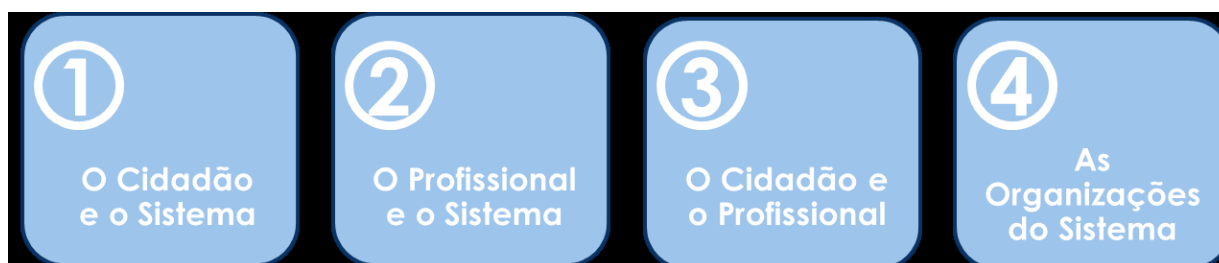 1
O Cidadão
e o Sistema
2
O Profissional
e o Sistema
3
O Cidadão e
o Profissional
4
As
Organizações
do Sistema